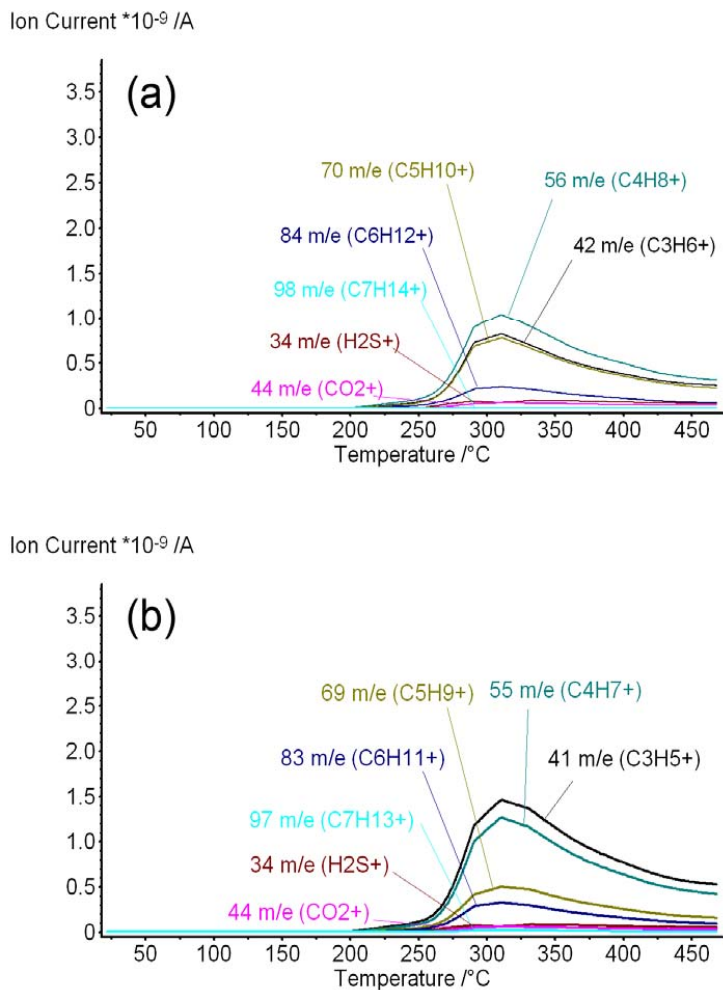 Ion Current *10-9 /A
(a)
3.5
3.0
2.5
2.0
1.5
1.0
0.5
0
70 m/e (C5H10+)
56 m/e (C4H8+)
84 m/e (C6H12+)
42 m/e (C3H6+)
98 m/e (C7H14+)
34 m/e (H2S+)
44 m/e (CO2+)
50 100 150 200 250 300 350 400 450
Temperature /°C
Ion Current *10-9 /A
(b)
3.5
3.0
2.5
2.0
1.5
1.0
0.5
0
69 m/e (C5H9+)
55 m/e (C4H7+)
83 m/e (C6H11+)
41 m/e (C3H5+)
97 m/e (C7H13+)
34 m/e (H2S+)
44 m/e (CO2+)
50 100 150 200 250 300 350 400 450
Temperature /°C